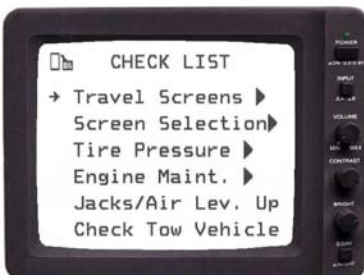 CHECK LIST
→ Travel Screens ▶
Screen Selection▶
Tire Pressure ▶
Engine Maint. ▶
Jacks/Air Lev. Up
Check Tow Vehicle
POWER
INPUT
VOLUME
CONTRAST
BRIGHT